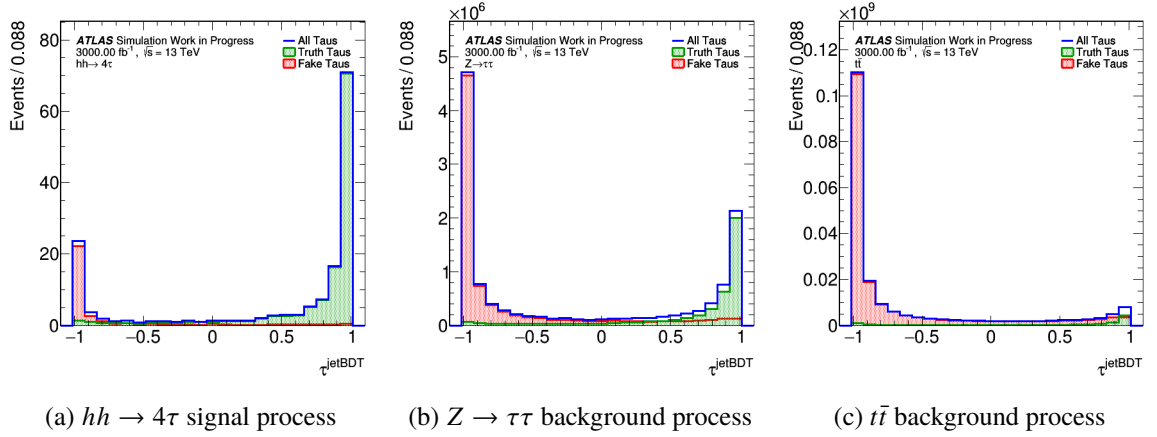 Events / 0.088
80
60
40
20
0
ATLAS Simulation Work in Progress
3000.00 fb⁻¹, √s = 13 TeV
hh→ 4τ
All Taus
Truth Taus
Fake Taus
−1 −0.5 0 0.5 1
τ^jetBDT
(a) hh → 4τ signal process
×10⁶
Events / 0.088
5
4
3
2
1
0
ATLAS Simulation Work in Progress
3000.00 fb⁻¹, √s = 13 TeV
Z→ττ
All Taus
Truth Taus
Fake Taus
−1 −0.5 0 0.5 1
τ^jetBDT
(b) Z → ττ background process
×10⁹
Events / 0.088
0.12
0.1
0.08
0.06
0.04
0.02
0
ATLAS Simulation Work in Progress
3000.00 fb⁻¹, √s = 13 TeV
tt̄
All Taus
Truth Taus
Fake Taus
−1 −0.5 0 0.5 1
τ^jetBDT
(c) tt̄ background process